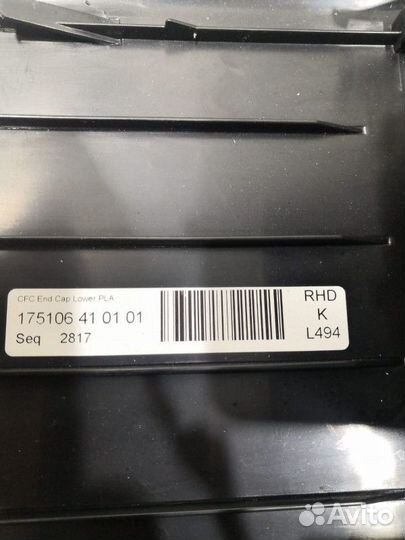 CFC End Cap Lower PLA
175106 41 01 01
Seq 2817
RHD
K
L494
Avito